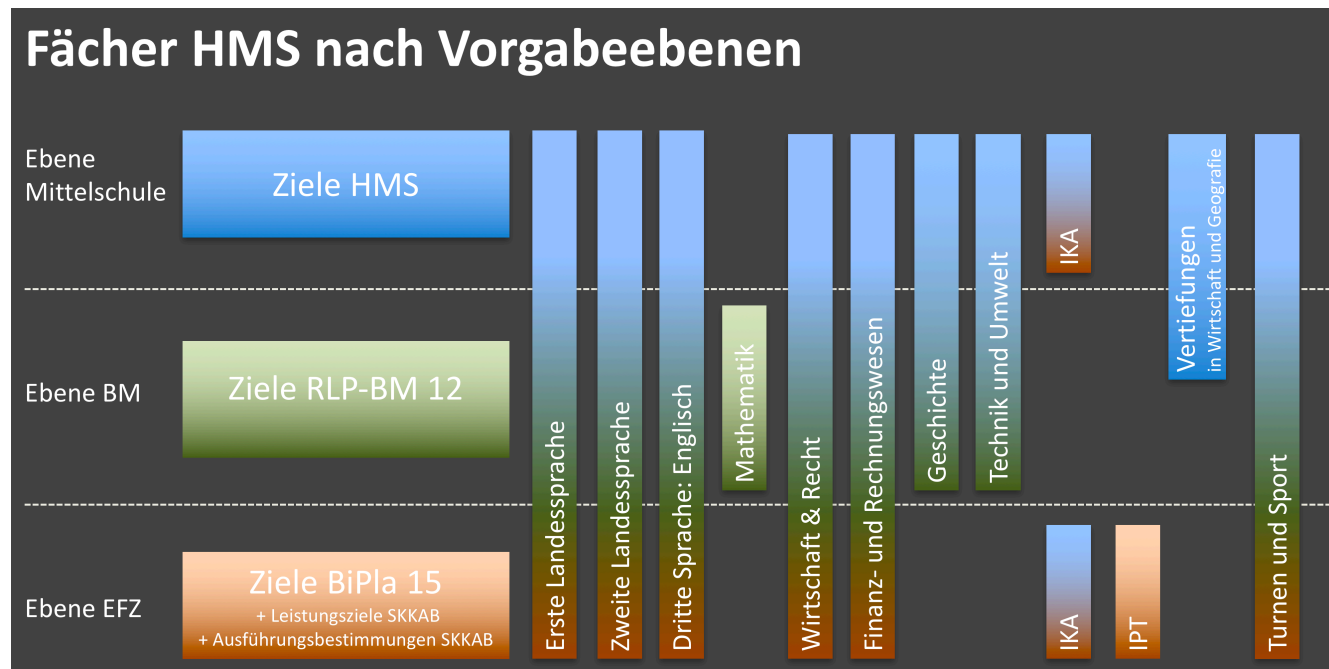 Fächer HMS nach Vorgabeebenen
Ebene
Mittelschule
Ziele HMS
Ebene BM
Ziele RLP-BM 12
Ebene EFZ
Ziele BiPla 15
+ Leistungsziele SKKAB
+ Ausführungsbestimmungen SKKAB
Erste Landessprache
Zweite Landessprache
Dritte Sprache: Englisch
Mathematik
Wirtschaft & Recht
Finanz- und Rechnungswesen
Geschichte
Technik und Umwelt
IKA
IKA
IPT
Vertiefungen
in Wirtschaft und Geografie
Turnen und Sport